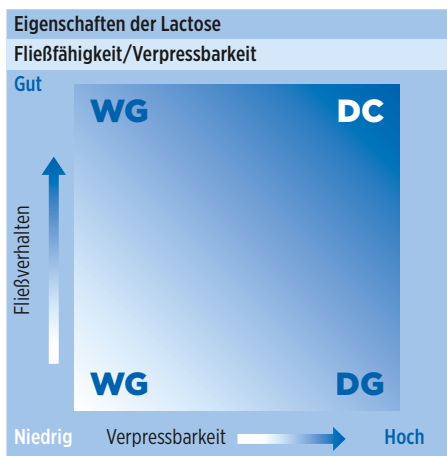 Eigenschaften der Lactose
Fließfähigkeit/Verpressbarkeit
Gut
WG DC
Fließverhalten
WG DG
Niedrig Verpressbarkeit Hoch